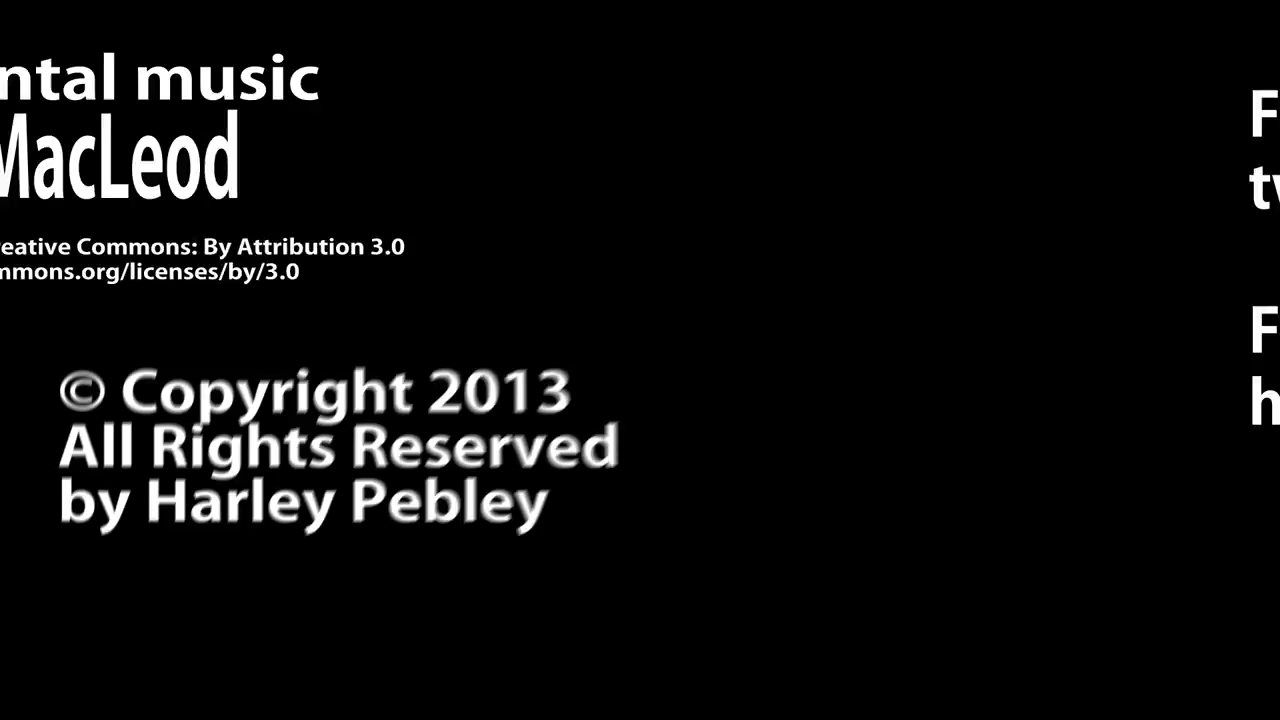 ntal music
MacLeod
reative Commons: By Attribution 3.0
mmons.org/licenses/by/3.0
© Copyright 2013
All Rights Reserved
by Harley Pebley
F
tw
F
h